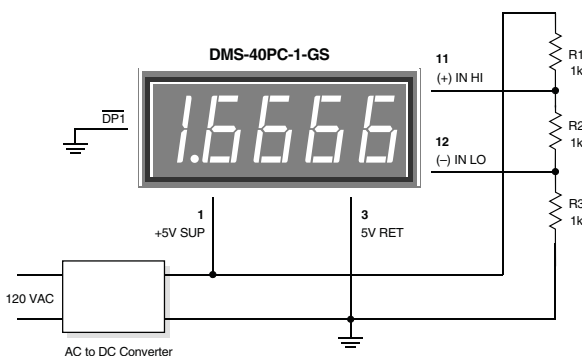 DMS-40PC-1-GS
11
(+) IN HI
R1
1k
DP1
1.6666
R2
1k
12
(–) IN LO
R3
1k
1
+5V SUP
3
5V RET
120 VAC
AC to DC Converter